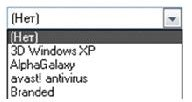 (Нет)
(Нет)
3D Windows XP
AlphaGalaxy
avast! antivirus
Branded